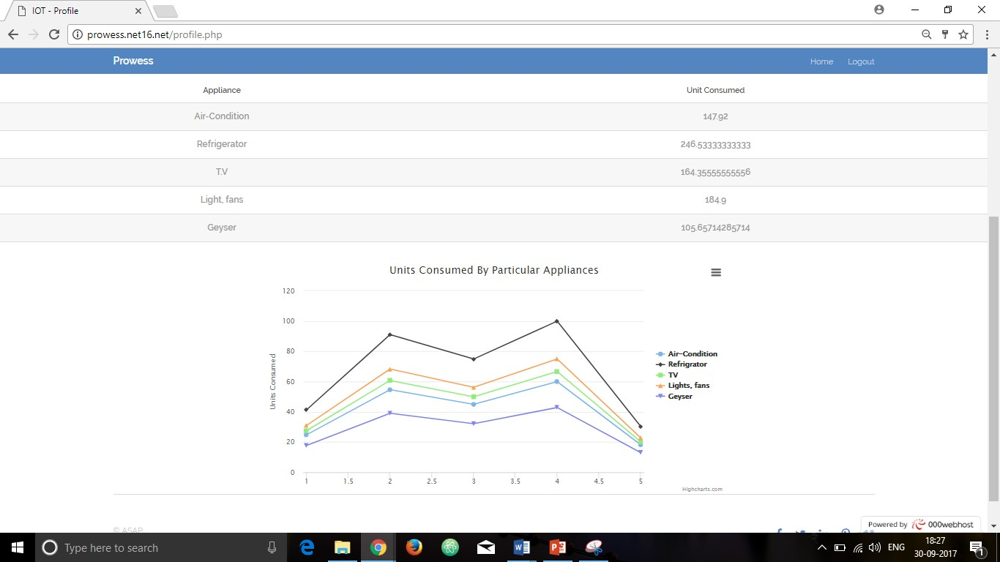 IOT - Profile
prowess.net16.net/profile.php
Prowess Home Logout
Appliance Unit Consumed
Air-Condition 147.92
Refrigerator 246.53333333333
T.V 164.35555555556
Light, fans 184.9
Geyser 105.65714285714
Units Consumed By Particular Appliances
Units Consumed
120
100
80
60
40
20
0
1 1.5 2 2.5 3 3.5 4 4.5 5
Air-Condition
Refrigrator
TV
Lights, fans
Geyser
Highcharts.com
© ASAP
Powered by 000webhost
Type here to search
ENG
18:27
30-09-2017
1